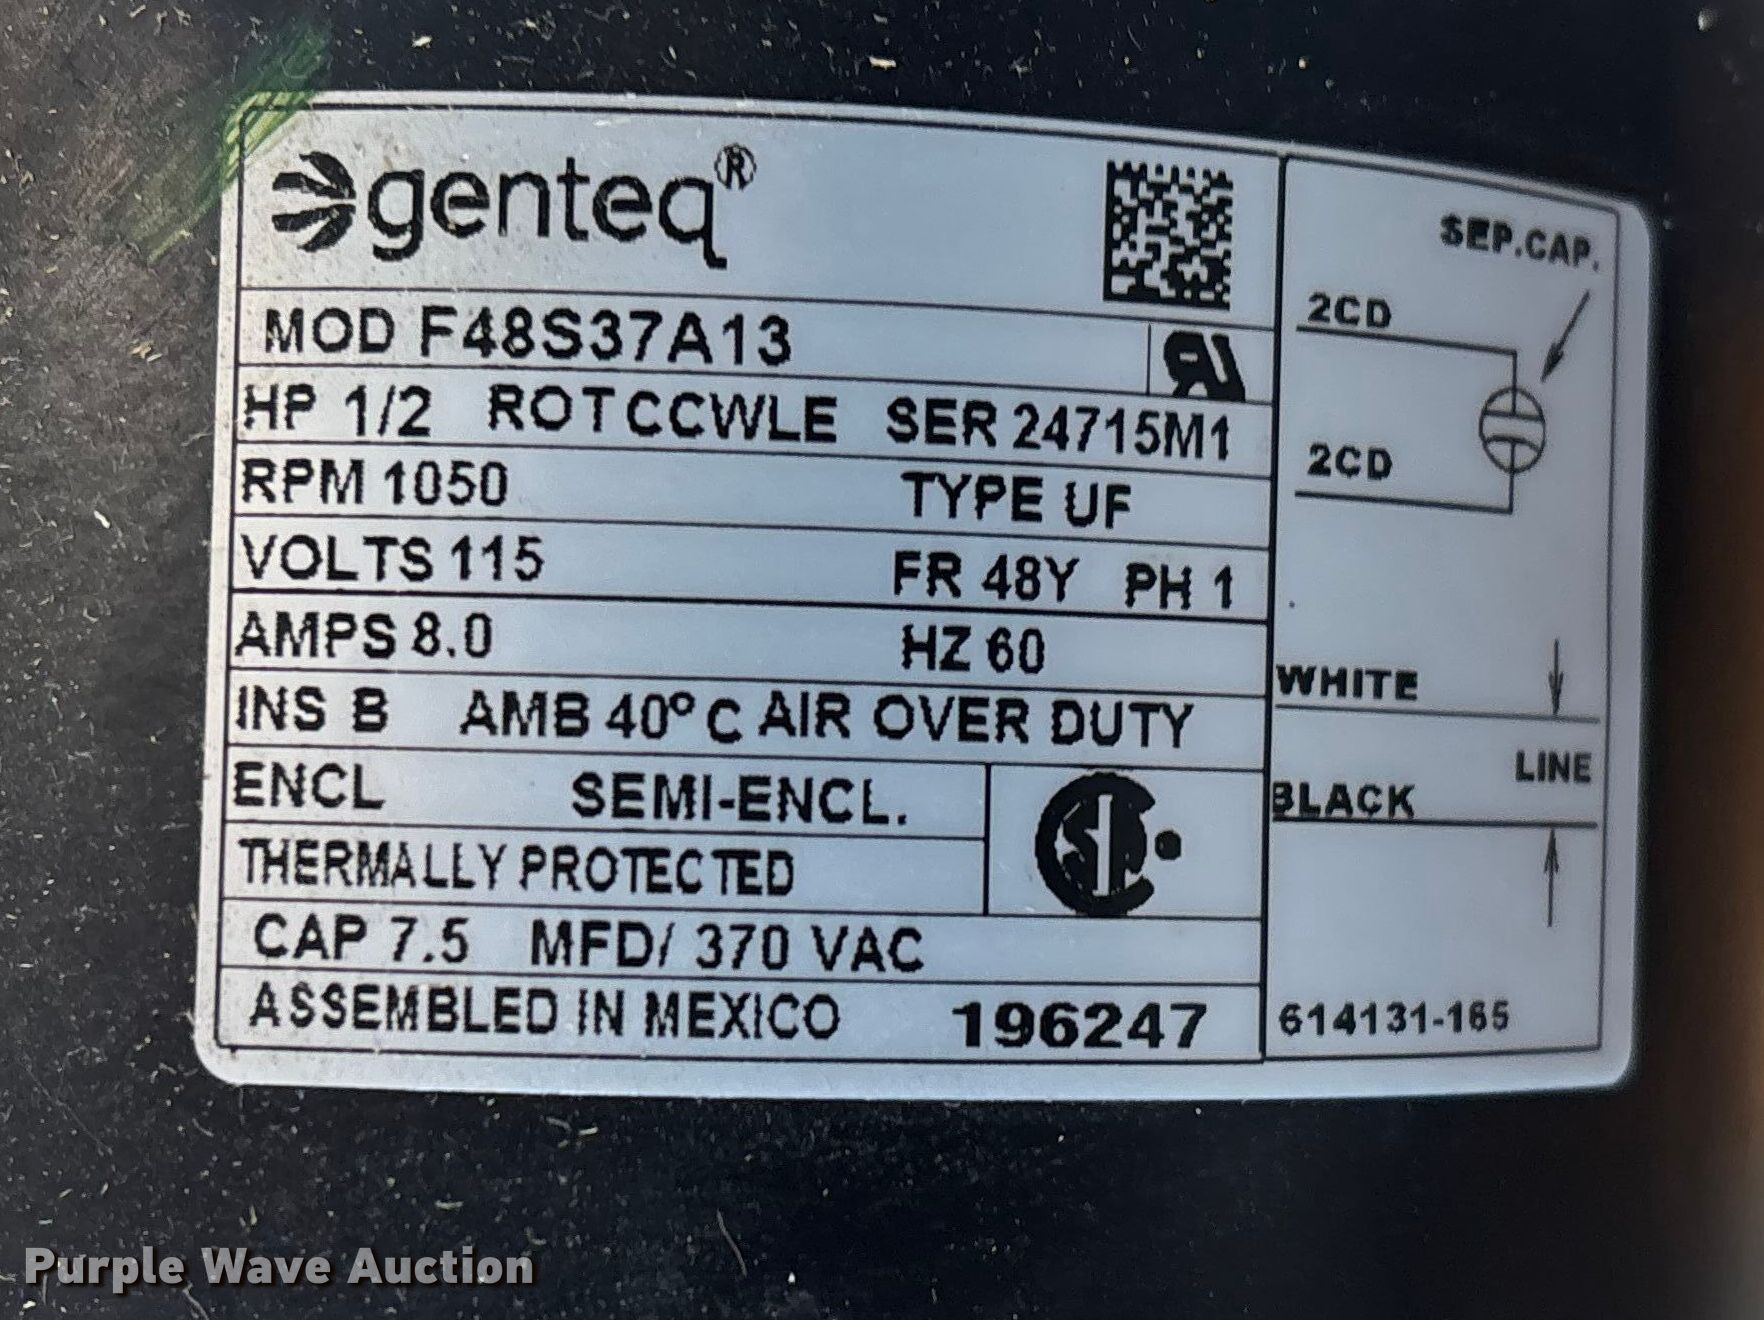 genteq®
MOD F48S37A13
HP 1/2 ROT CCWLE SER 24715M1
RPM 1050 TYPE UF
VOLTS 115 FR 48Y PH 1
AMPS 8.0 HZ 60
INS B AMB 40°C AIR OVER DUTY
ENCL SEMI-ENCL.
THERMALLY PROTECTED
CAP 7.5 MFD/ 370 VAC
ASSEMBLED IN MEXICO 196247
SEP.CAP.
2CD
2CD
WHITE
LINE
BLACK
614131-165
Purple Wave Auction